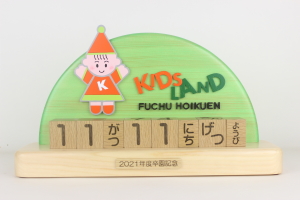 K
KIDS LAND
FUCHU HOIKUEN
11がつ11にちげつようび
2021年度卒園記念